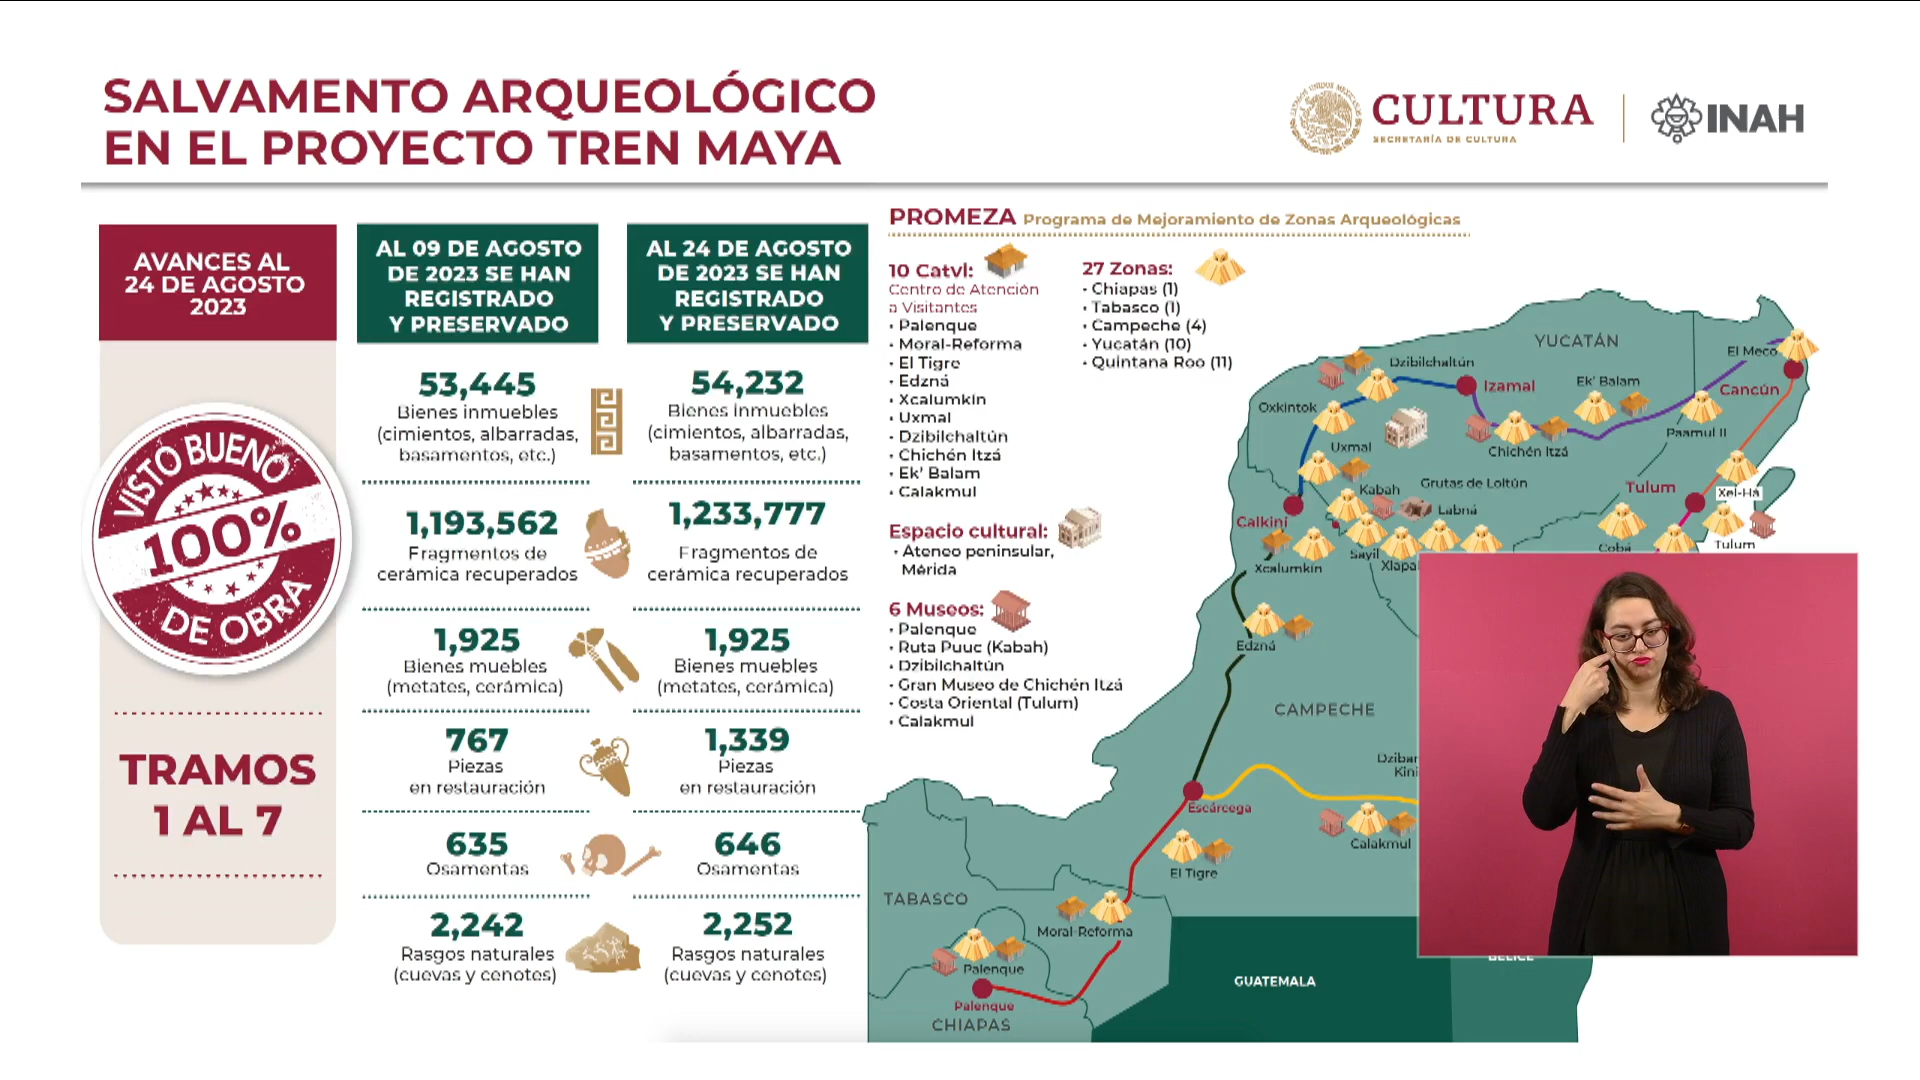 SALVAMENTO ARQUEOLÓGICO
EN EL PROYECTO TREN MAYA
CULTURA
SECRETARÍA DE CULTURA
INAH
AVANCES AL
24 DE AGOSTO
2023
VISTO BUENO
100%
DE OBRA
TRAMOS
1 AL 7
AL 09 DE AGOSTO
DE 2023 SE HAN
REGISTRADO
Y PRESERVADO
53,445
Bienes inmuebles
(cimientos, albarradas,
basamentos, etc.)
1,193,562
Fragmentos de
cerámica recuperados
1,925
Bienes muebles
(metates, cerámica)
767
Piezas
en restauración
635
Osamentas
2,242
Rasgos naturales
(cuevas y cenotes)
AL 24 DE AGOSTO
DE 2023 SE HAN
REGISTRADO
Y PRESERVADO
54,232
Bienes inmuebles
(cimientos, albarradas,
basamentos, etc.)
1,233,777
Fragmentos de
cerámica recuperados
1,925
Bienes muebles
(metates, cerámica)
1,339
Piezas
en restauración
646
Osamentas
2,252
Rasgos naturales
(cuevas y cenotes)
PROMEZA Programa de Mejoramiento de Zonas Arqueológicas
10 Catvl:
Centro de Atención
a Visitantes
• Palenque
• Moral-Reforma
• El Tigre
• Edzná
• Xcalumkín
• Uxmal
• Dzibilchaltún
• Chichén Itzá
• Ek' Balam
• Calakmul
27 Zonas:
• Chiapas (1)
• Tabasco (1)
• Campeche (4)
• Yucatán (10)
• Quintana Roo (11)
Espacio cultural:
• Ateneo peninsular,
Mérida
6 Museos:
• Palenque
• Ruta Puuc (Kabah)
• Dzibilchaltún
• Gran Museo de Chichén Itzá
• Costa Oriental (Tulum)
• Calakmul
YUCATÁN
El Meco
Dzibilchaltún
Izamal
Ek' Balam
Cancún
Oxkintok
Paamul II
Uxmal
Chichén Itzá
Kabah
Grutas de Loltún
Tulum
Xel-Há
Labná
Calkiní
Tulum
Cobá
Sayil
Xlapa
Xcalumkín
Edzná
CAMPECHE
Dziban
Kini
Escárcega
Calakmul
El Tigre
TABASCO
Moral-Reforma
Palenque
Palenque
CHIAPAS
GUATEMALA
BELICE